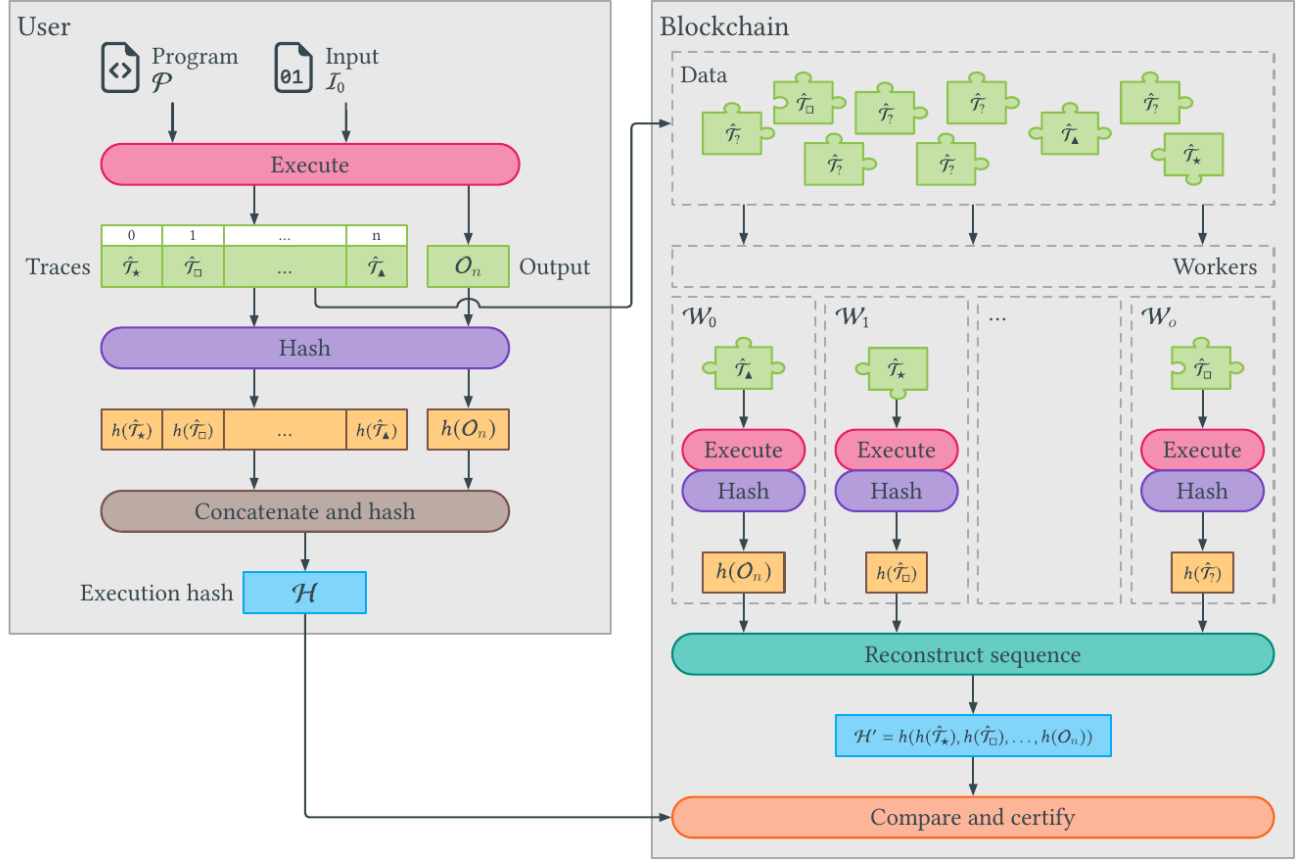 User
Program
𝒫
01
Input
ℐ₀
Execute
0 1 ... n
Traces
𝒯̂★ 𝒯̂□ ... 𝒯̂▲
𝒪ₙ
Output
Hash
h(𝒯̂★) h(𝒯̂□) ... h(𝒯̂▲) h(𝒪ₙ)
Concatenate and hash
Execution hash
ℋ
Blockchain
Data
𝒯̂? 𝒯̂□ 𝒯̂? 𝒯̂? 𝒯̂▲ 𝒯̂?
𝒯̂? 𝒯̂? 𝒯̂★
Workers
𝒲₀ 𝒲₁ ... 𝒲ₒ
𝒯̂▲ 𝒯̂★ 𝒯̂□
Execute Execute Execute
Hash Hash Hash
h(𝒪ₙ) h(𝒯̂□) h(𝒯̂?)
Reconstruct sequence
ℋ′ = h(h(𝒯̂★), h(𝒯̂□), . . . , h(𝒪ₙ))
Compare and certify